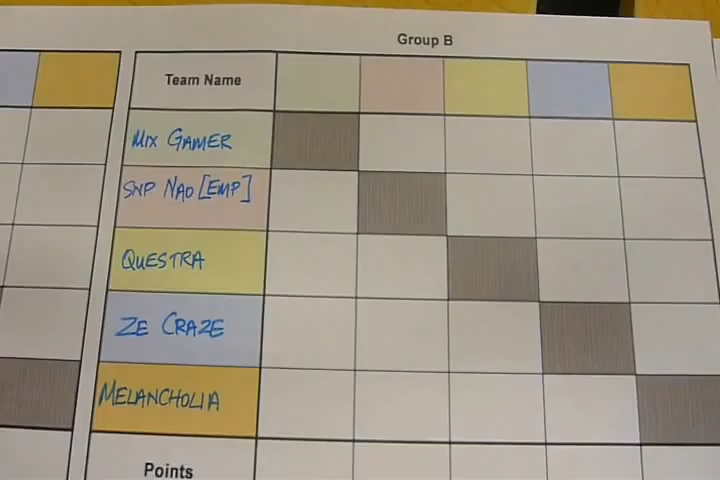 Group B
Team Name
MIX GAMER
SNP NAO [EMP]
QUESTRA
ZE CRAZE
MELANCHOLIA
Points